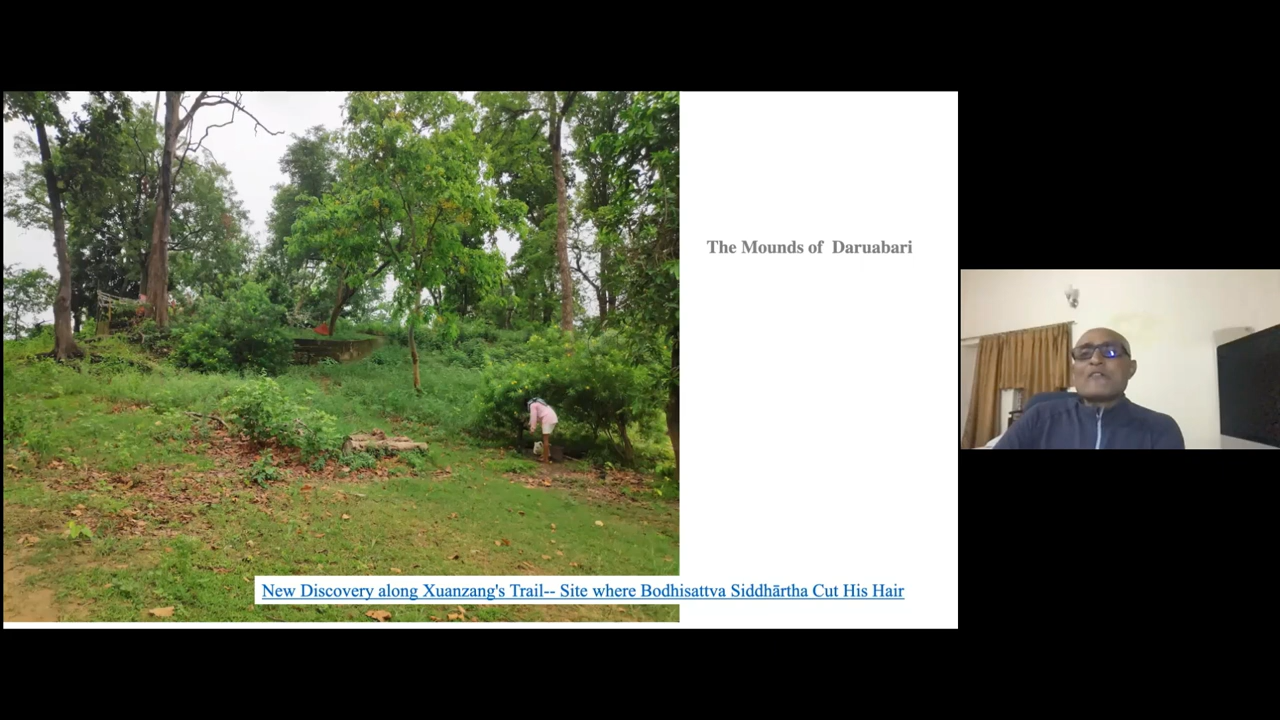 The Mounds of  Daruabari
New Discovery along Xuanzang's Trail-- Site where Bodhisattva Siddhārtha Cut His Hair